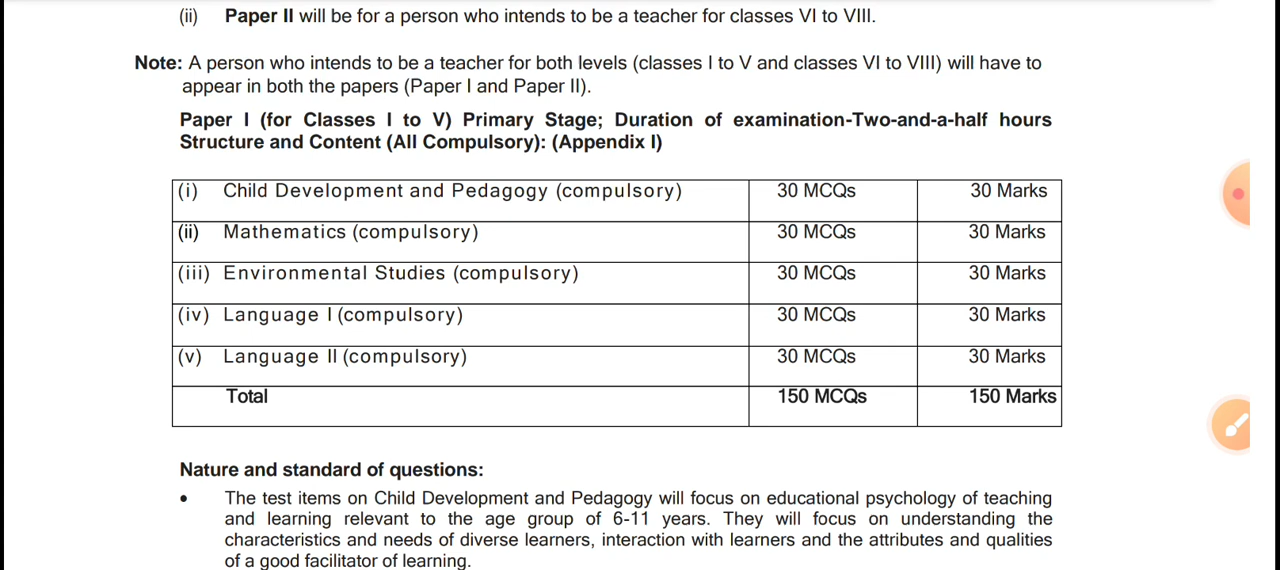 (ii) Paper II will be for a person who intends to be a teacher for classes VI to VIII.
Note: A person who intends to be a teacher for both levels (classes I to V and classes VI to VIII) will have to
appear in both the papers (Paper I and Paper II).
Paper I (for Classes I to V) Primary Stage; Duration of examination-Two-and-a-half hours
Structure and Content (All Compulsory): (Appendix I)
(i) Child Development and Pedagogy (compulsory) 30 MCQs 30 Marks
(ii) Mathematics (compulsory) 30 MCQs 30 Marks
(iii) Environmental Studies (compulsory) 30 MCQs 30 Marks
(iv) Language I (compulsory) 30 MCQs 30 Marks
(v) Language II (compulsory) 30 MCQs 30 Marks
Total 150 MCQs 150 Marks
Nature and standard of questions:
• The test items on Child Development and Pedagogy will focus on educational psychology of teaching
and learning relevant to the age group of 6-11 years. They will focus on understanding the
characteristics and needs of diverse learners, interaction with learners and the attributes and qualities
of a good facilitator of learning.